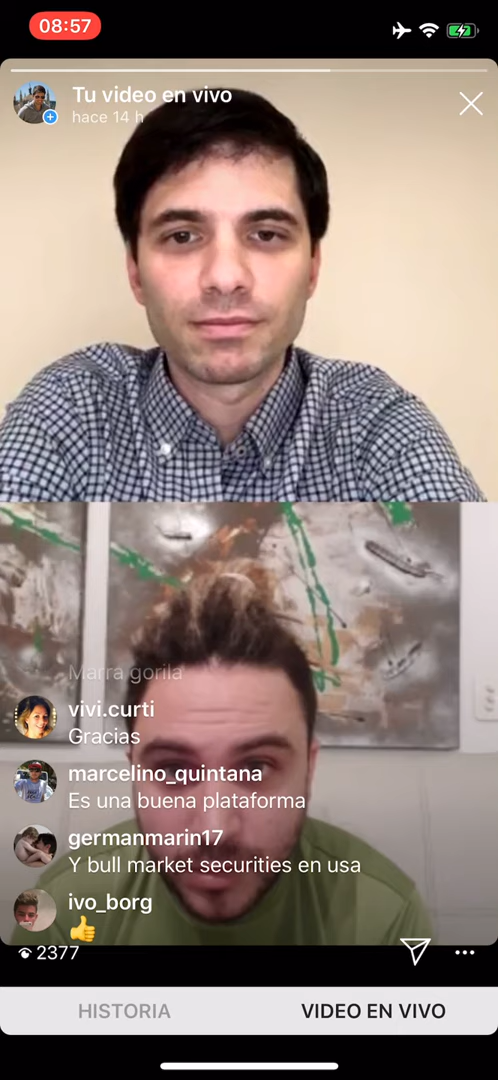 08:57
Tu video en vivo
hace 14 h
Marra gorila
vivi.curti
Gracias
marcelino_quintana
Es una buena plataforma
germanmarin17
Y bull market securities en usa
ivo_borg
👍
2377
HISTORIA
VIDEO EN VIVO